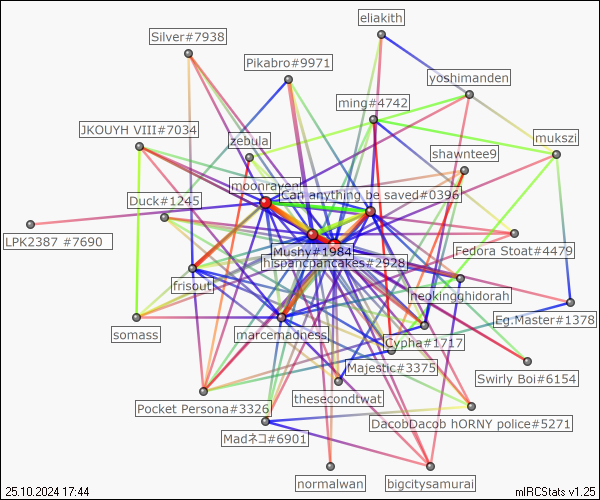 eliakith
Silver#7938
Pikabro#9971
yoshimanden
ming#4742
JKOUYH VIII#7034
mukszi
zebula
shawntee9
moonraven
Can anything be saved#0396
Duck#1245
LPK2387 #7690
Mushy#1984
Fedora Stoat#4479
hispanicpancakes#2928
frisout
neokingghidorah
somass
marcemadness
Cypha#1717
Eg.Master#1378
Majestic#3375
Swirly Boi#6154
thesecondtwat
Pocket Persona#3326
DacobDacob hORNY police#5271
Madネコ#6901
normalwan
bigcitysamurai
25.10.2024 17:44
mIRCStats v1.25